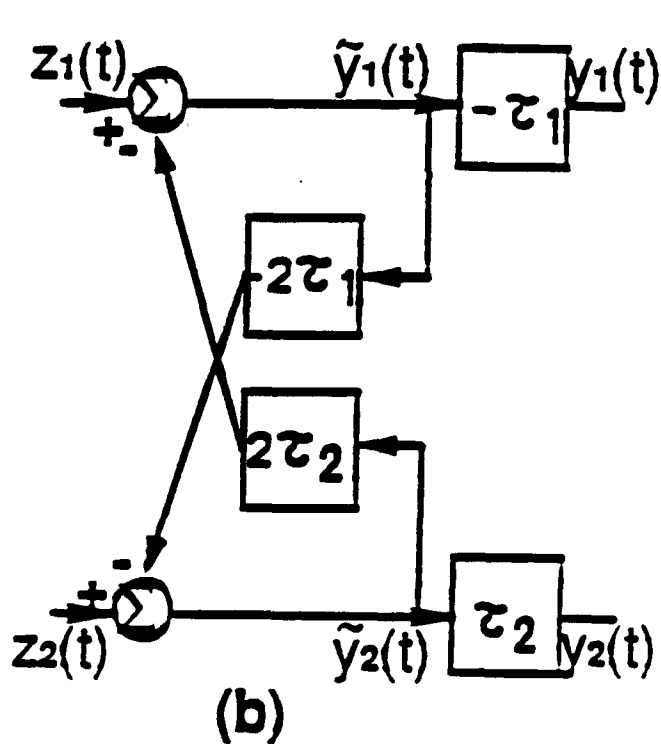 z1(t) ỹ1(t) y1(t)
Σ -τ1
+ -
-2τ1
2τ2
-
+ Σ τ2
z2(t) ỹ2(t) y2(t)
(b)